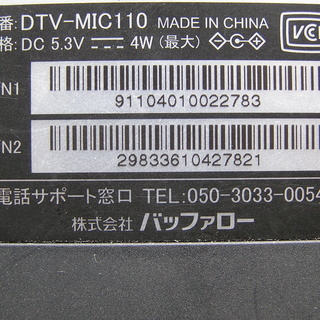 番: DTV-MIC110 MADE IN CHINA
格: DC 5.3V ⎓ 4W (最大)
/N1
91104010022783
/N2
29833610427821
電話サポート窓口 TEL: 050-3033-0054
株式会社 バッファロー